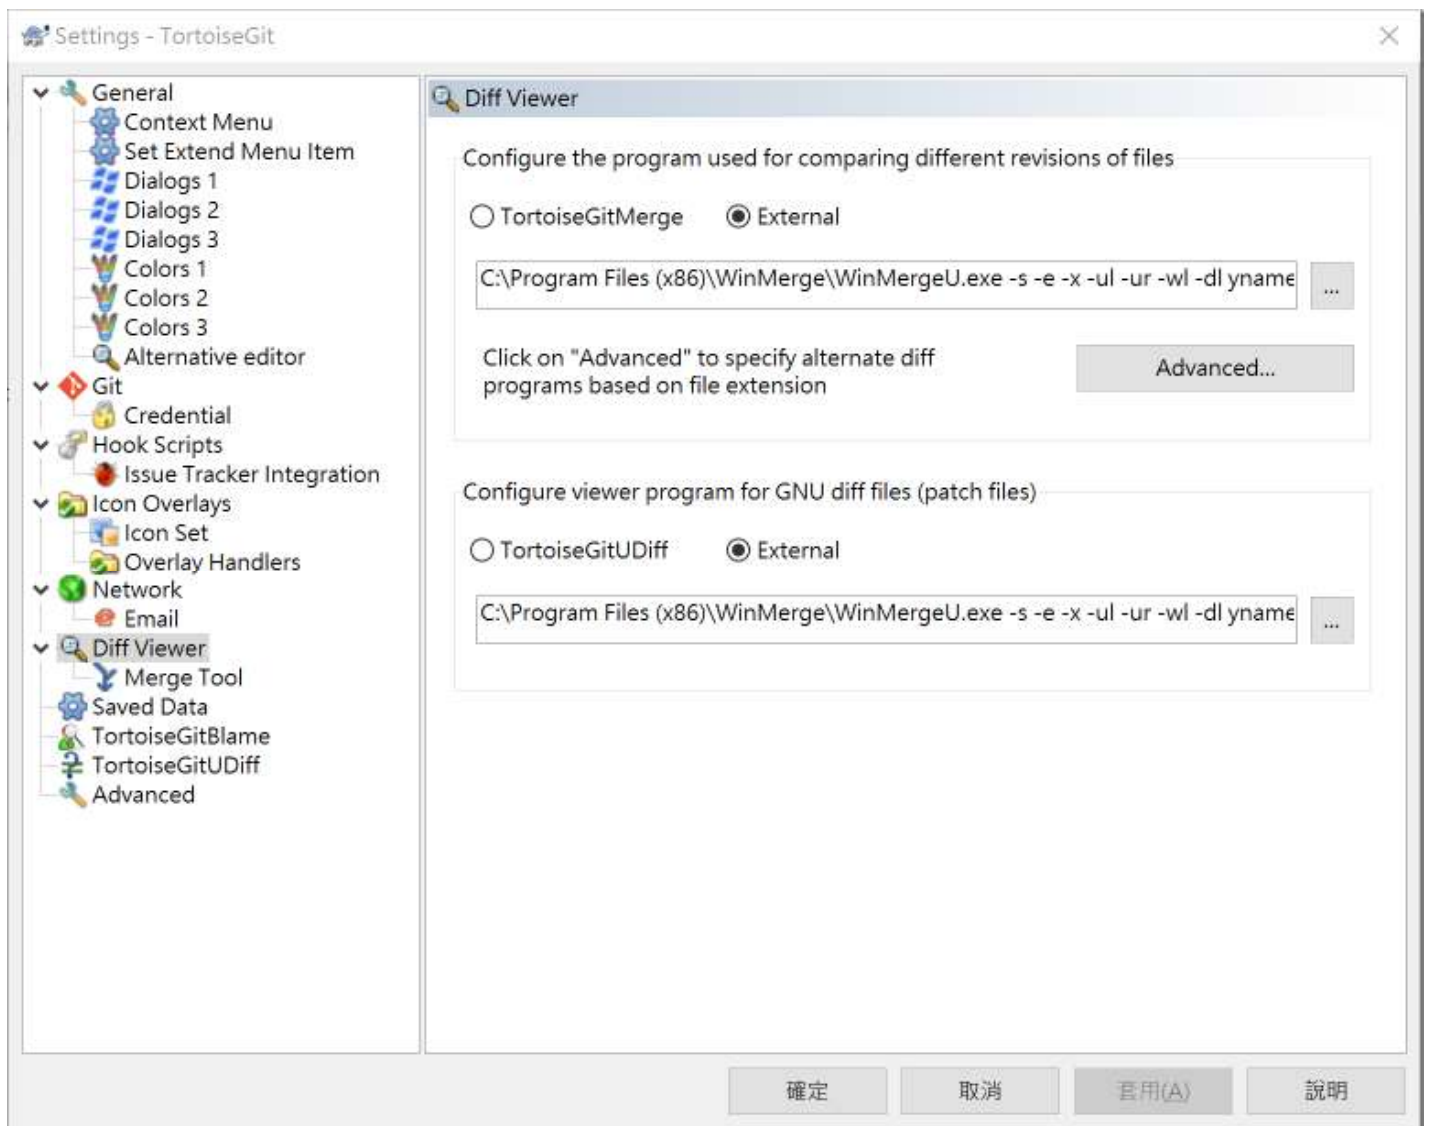 Settings - TortoiseGit
General
Context Menu
Set Extend Menu Item
Dialogs 1
Dialogs 2
Dialogs 3
Colors 1
Colors 2
Colors 3
Alternative editor
Git
Credential
Hook Scripts
Issue Tracker Integration
Icon Overlays
Icon Set
Overlay Handlers
Network
Email
Diff Viewer
Merge Tool
Saved Data
TortoiseGitBlame
TortoiseGitUDiff
Advanced
Diff Viewer
Configure the program used for comparing different revisions of files
TortoiseGitMerge External
C:\Program Files (x86)\WinMerge\WinMergeU.exe -s -e -x -ul -ur -wl -dl yname ...
Click on "Advanced" to specify alternate diff
programs based on file extension
Advanced...
Configure viewer program for GNU diff files (patch files)
TortoiseGitUDiff External
C:\Program Files (x86)\WinMerge\WinMergeU.exe -s -e -x -ul -ur -wl -dl yname ...
確定 取消 套用(A) 說明